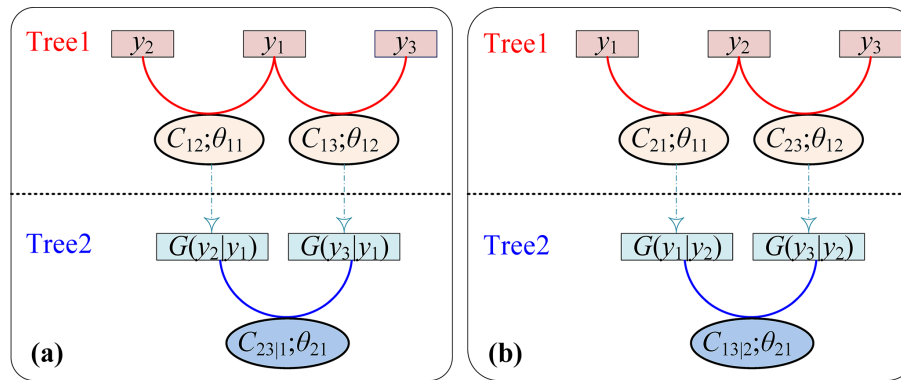 Tree1 y₂ y₁ y₃
C₁₂;θ₁₁ C₁₃;θ₁₂
Tree2 G(y₂|y₁) G(y₃|y₁)
(a) C₂₃|₁;θ₂₁
Tree1 y₁ y₂ y₃
C₂₁;θ₁₁ C₂₃;θ₁₂
Tree2 G(y₁|y₂) G(y₃|y₂)
(b) C₁₃|₂;θ₂₁